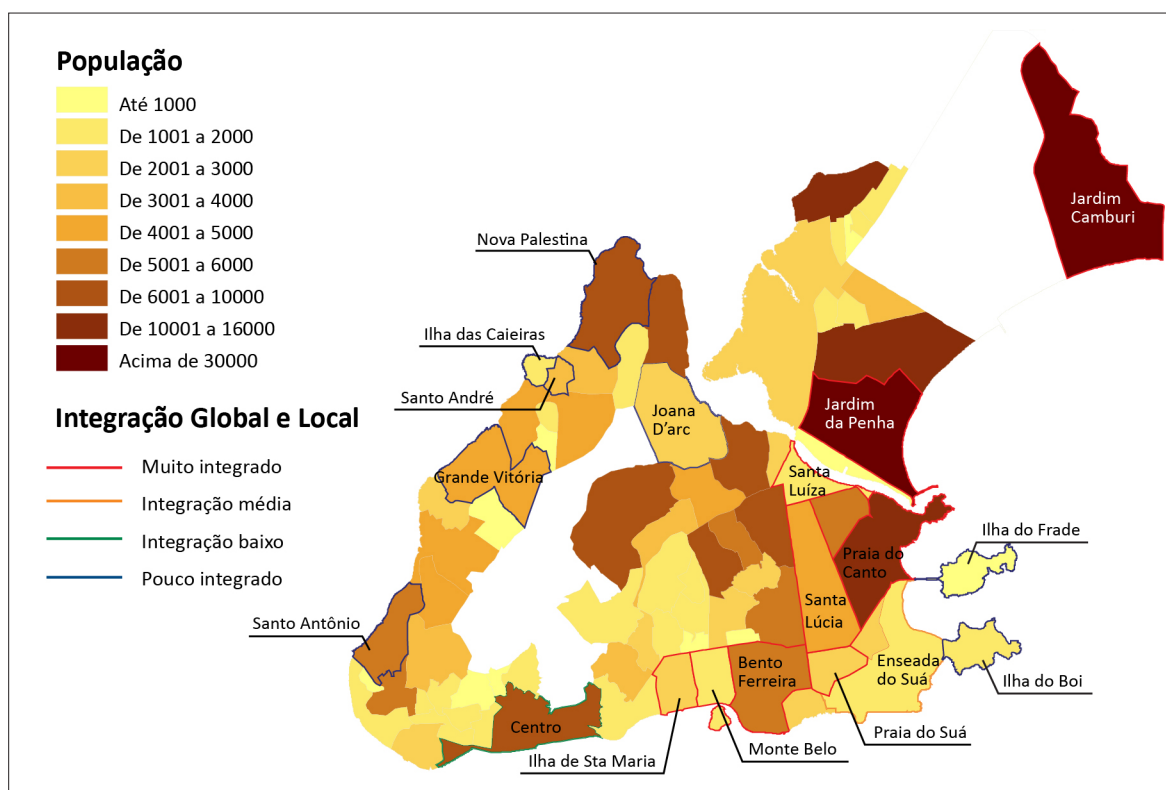 População
Até 1000
De 1001 a 2000
De 2001 a 3000
De 3001 a 4000
De 4001 a 5000
De 5001 a 6000
De 6001 a 10000
De 10001 a 16000
Acima de 30000
Integração Global e Local
Muito integrado
Integração média
Integração baixo
Pouco integrado
Jardim
Camburi
Nova Palestina
Ilha das Caieiras
Santo André
Joana
D'arc
Jardim
da Penha
Grande Vitória
Santa
Luíza
Ilha do Frade
Praia do
Canto
Santo Antônio
Santa
Lúcia
Bento
Ferreira
Enseada
do Suá
Ilha do Boi
Centro
Praia do Suá
Monte Belo
Ilha de Sta Maria